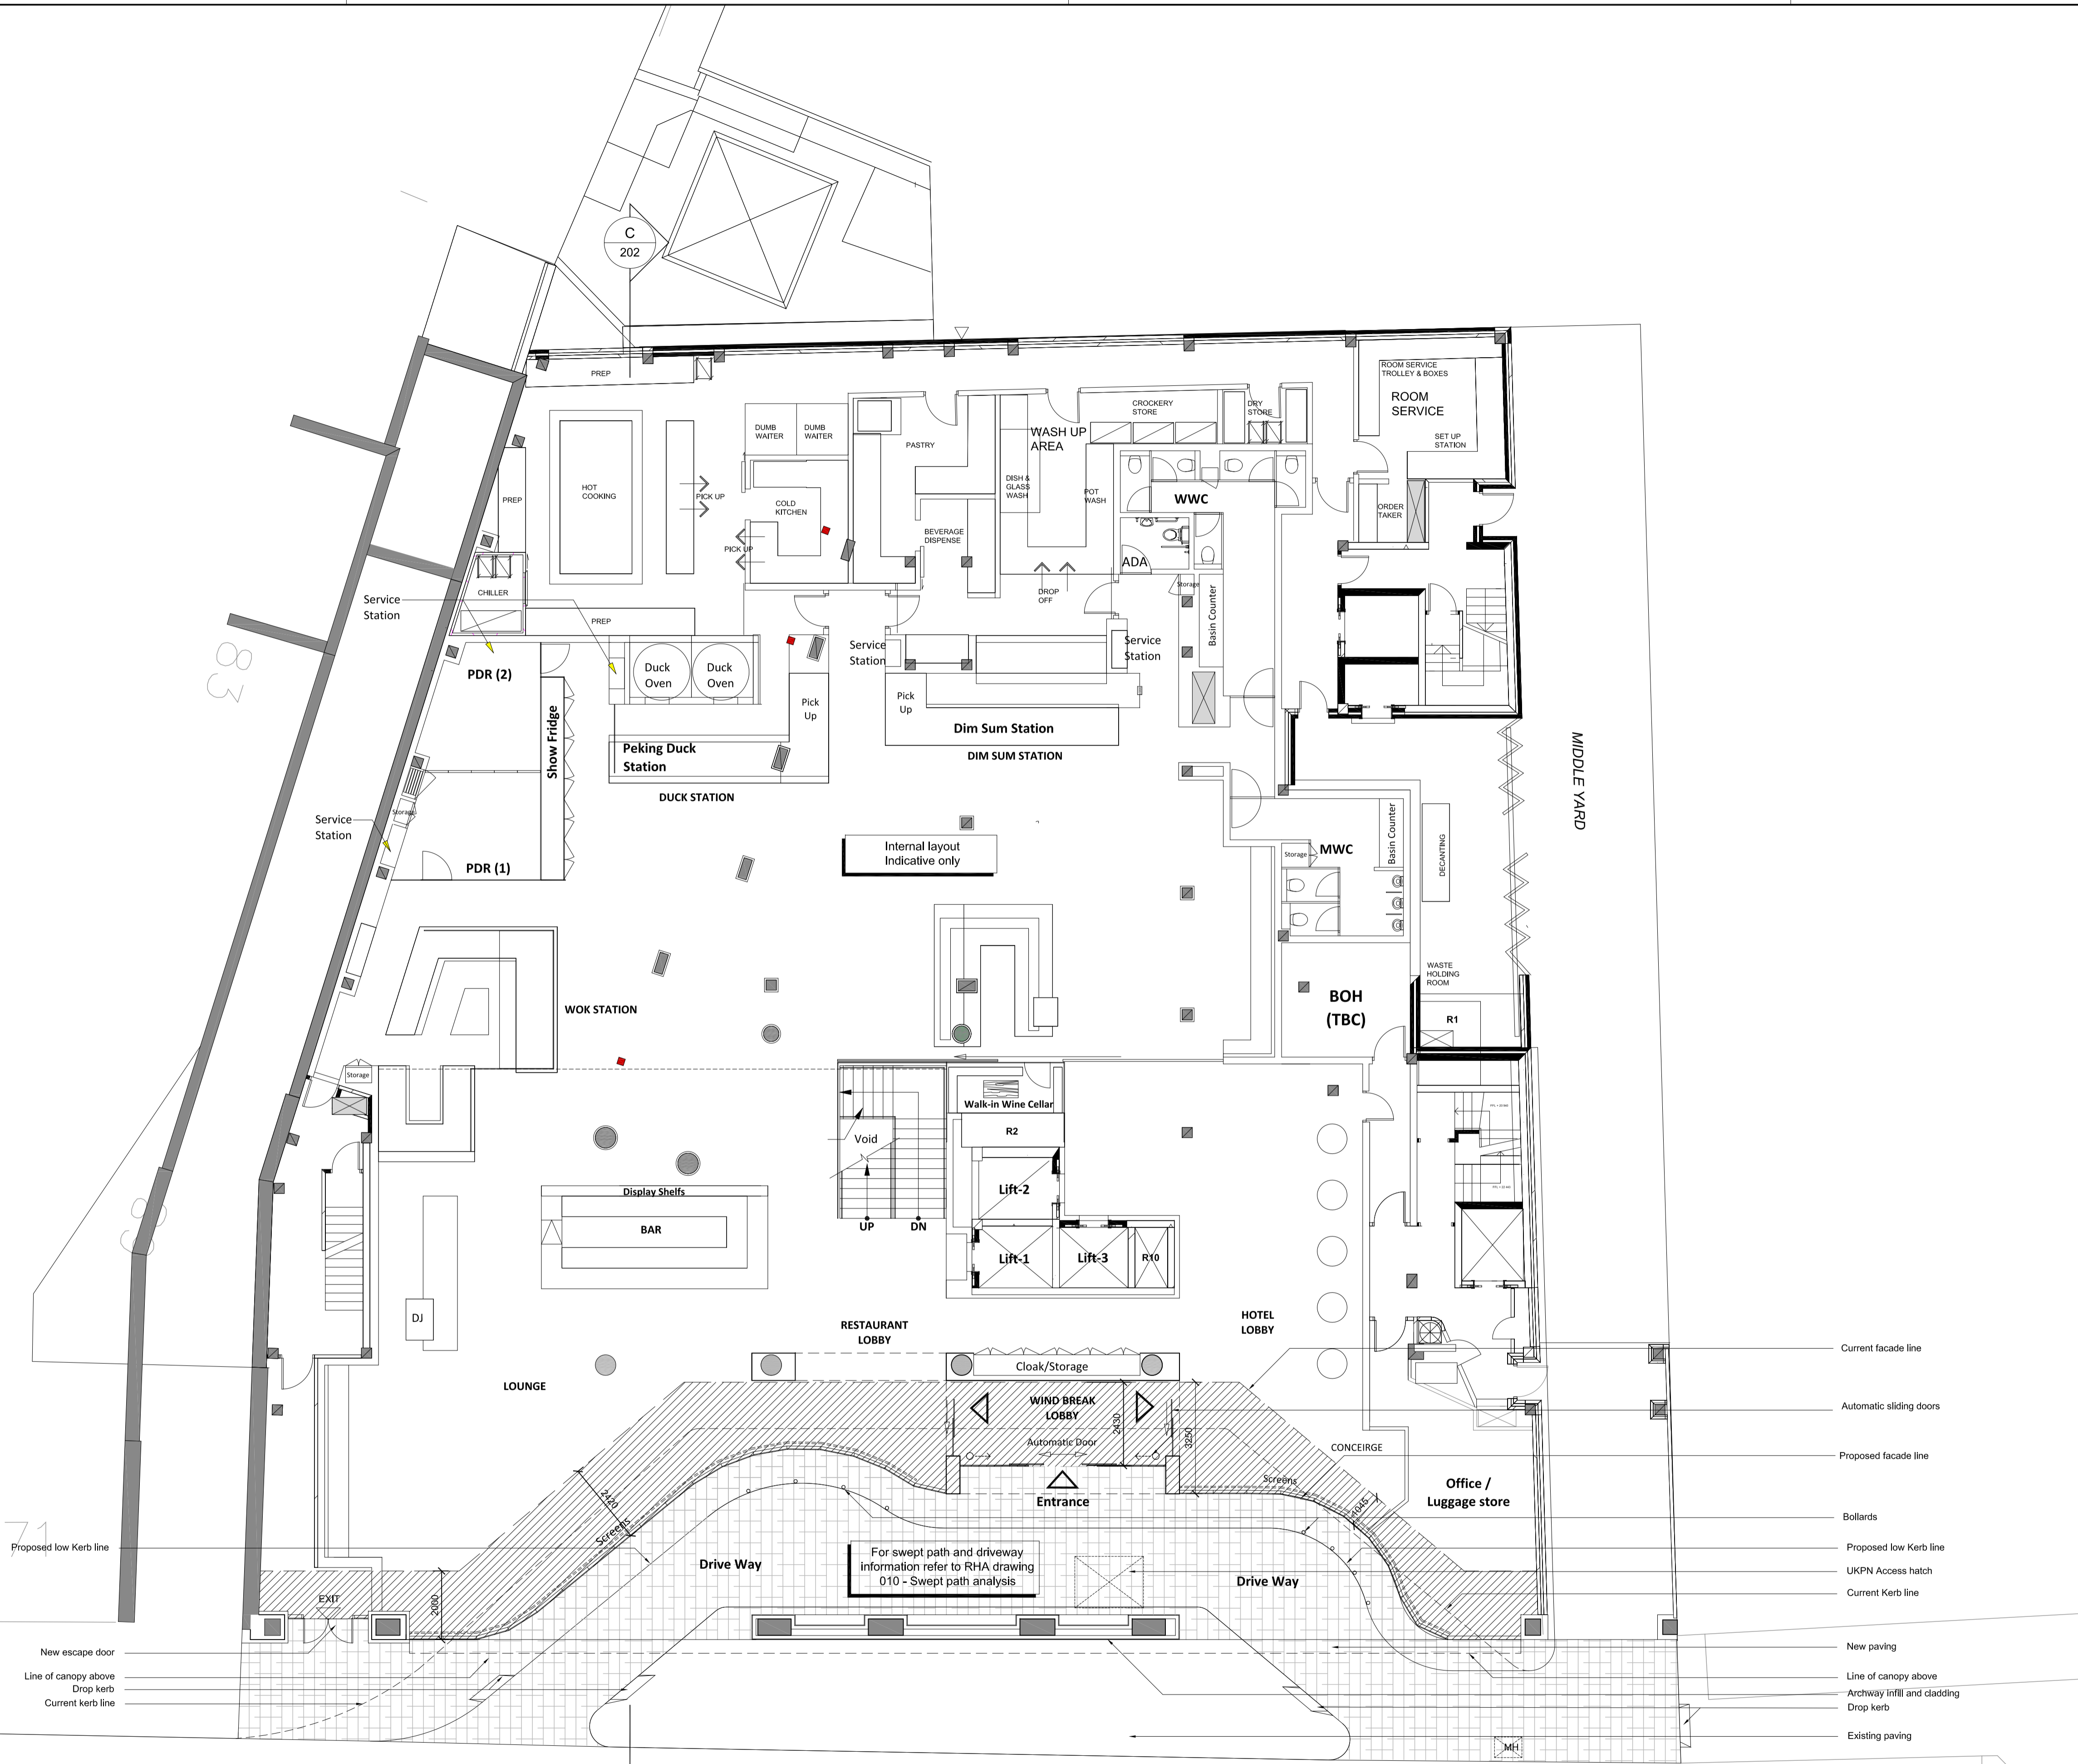 C
202
PREP
ROOM SERVICE
TROLLEY & BOXES
ROOM
SERVICE
SET UP
STATION
CROCKERY
STORE
DRY
STORE
DUMB
WAITER
DUMB
WAITER
PASTRY
WASH UP
AREA
HOT
COOKING
PREP
PICK UP
COLD
KITCHEN
DISH &
GLASS
WASH
POT
WASH
WWC
ORDER
TAKER
BEVERAGE
DISPENSE
PICK UP
ADA
CHILLER
DROP
OFF
Storage
Service
Station
PREP
Basin Counter
Service
Station
Service
Station
83
PDR (2)
Duck
Oven
Duck
Oven
Pick
Up
Pick
Up
Show Fridge
Peking Duck
Station
Dim Sum Station
DIM SUM STATION
DUCK STATION
MIDDLE YARD
Storage
Service
Station
PDR (1)
Internal layout
Indicative only
Basin Counter
Storage
MWC
DECANTING
WASTE
HOLDING
ROOM
BOH
(TBC)
R1
WOK STATION
Storage
Walk-in Wine Cellar
R2
Void
Lift-2
Display Shelfs
BAR
UP
DN
Lift-1
Lift-3
R10
DJ
RESTAURANT
LOBBY
HOTEL
LOBBY
Cloak/Storage
LOUNGE
WIND BREAK
LOBBY
2430
3250
Automatic Door
CONCEIRGE
Screens
Entrance
Office /
Luggage store
2420
Screens
1045
71
Drive Way
For swept path and driveway
information refer to RHA drawing
010 - Swept path analysis
Drive Way
EXIT
2000
Proposed low Kerb line
New escape door
Line of canopy above
Drop kerb
Current kerb line
Current facade line
Automatic sliding doors
Proposed facade line
Bollards
Proposed low Kerb line
UKPN Access hatch
Current Kerb line
New paving
Line of canopy above
Archway infill and cladding
Drop kerb
Existing paving
MH